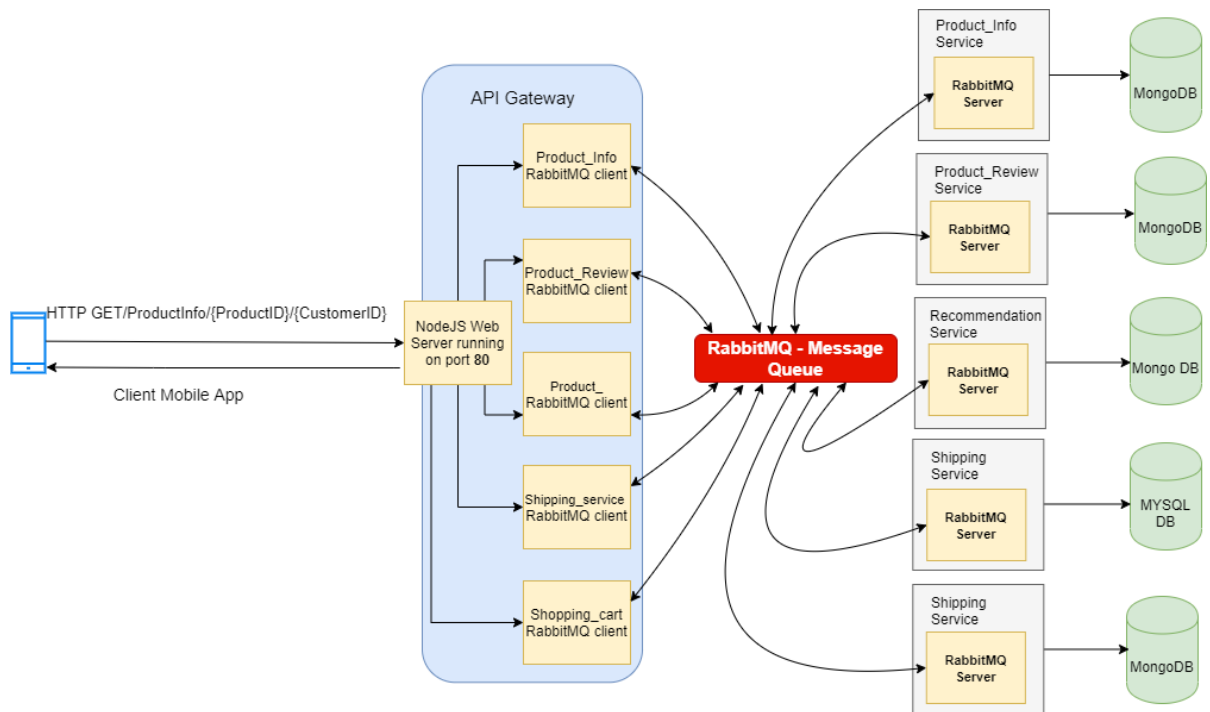 HTTP GET/ProductInfo/{ProductID}/{CustomerID}
Client Mobile App
API Gateway
NodeJS Web
Server running
on port 80
Product_Info
RabbitMQ client
Product_Review
RabbitMQ client
Product_
RabbitMQ client
Shipping_service
RabbitMQ client
Shopping_cart
RabbitMQ client
RabbitMQ - Message
Queue
Product_Info
Service
RabbitMQ
Server
MongoDB
Product_Review
Service
RabbitMQ
Server
MongoDB
Recommendation
Service
RabbitMQ
Server
Mongo DB
Shipping
Service
RabbitMQ
Server
MYSQL
DB
Shipping
Service
RabbitMQ
Server
MongoDB